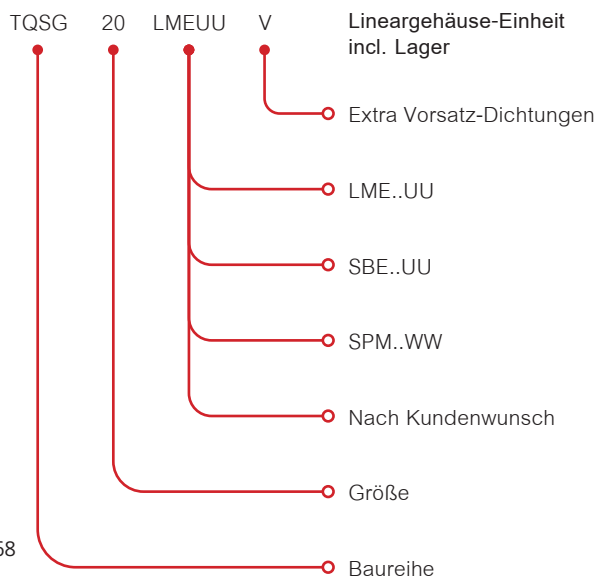 TQSG 20 LMEUU V
Lineargehäuse-Einheit
incl. Lager
Extra Vorsatz-Dichtungen
LME..UU
SBE..UU
SPM..WW
Nach Kundenwunsch
Größe
Baureihe